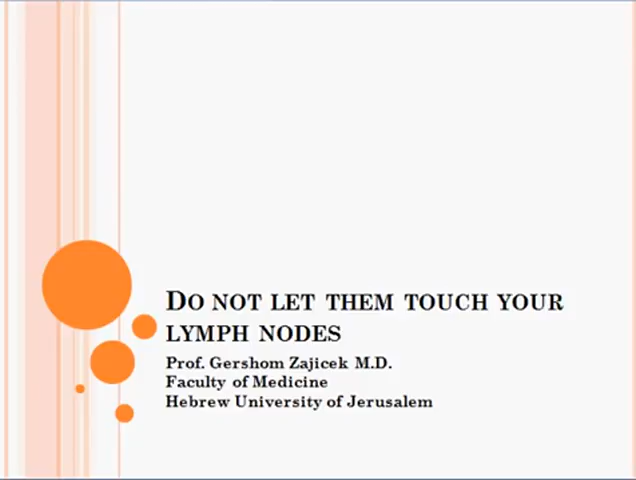 Do not let them touch your
lymph nodes
Prof. Gershom Zajicek M.D.
Faculty of Medicine
Hebrew University of Jerusalem